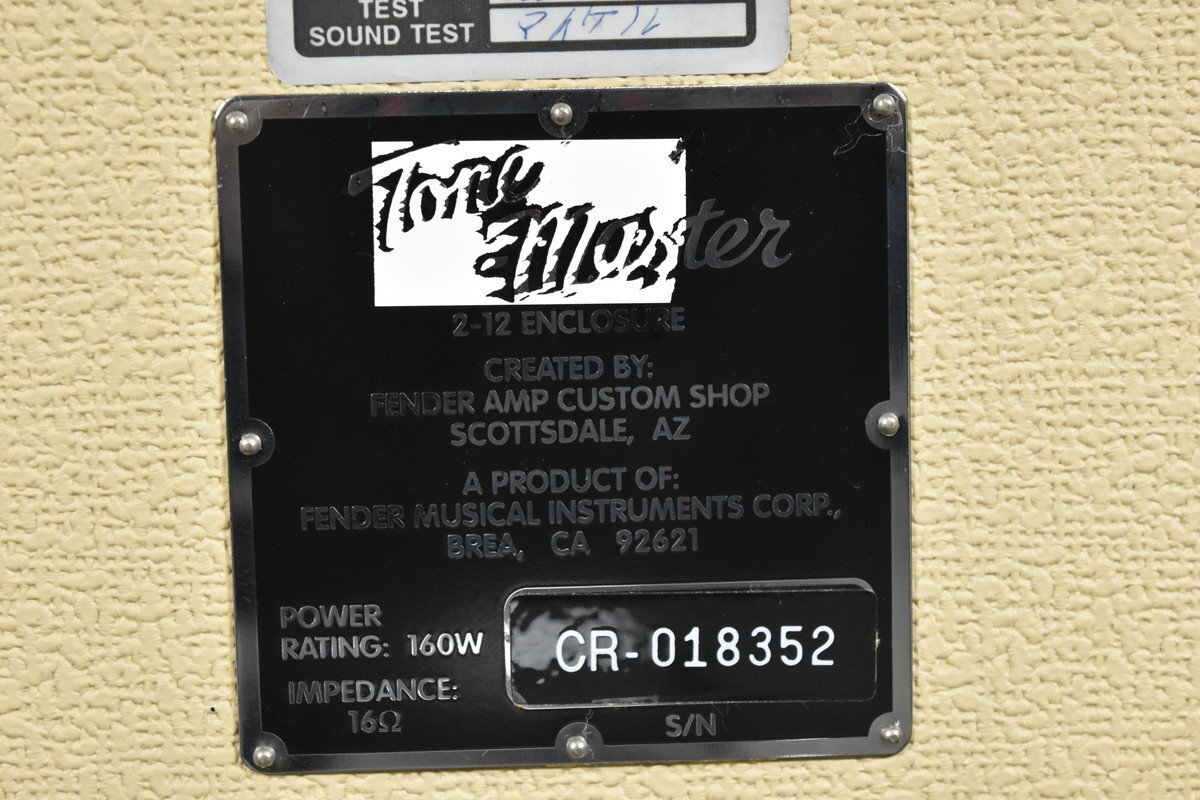 TEST
SOUND TEST
Tone
Master
2-12 ENCLOSURE
CREATED BY:
FENDER AMP CUSTOM SHOP
SCOTTSDALE, AZ
A PRODUCT OF:
FENDER MUSICAL INSTRUMENTS CORP.,
BREA, CA 92621
POWER
RATING: 160W
CR-018352
IMPEDANCE:
16Ω
S/N